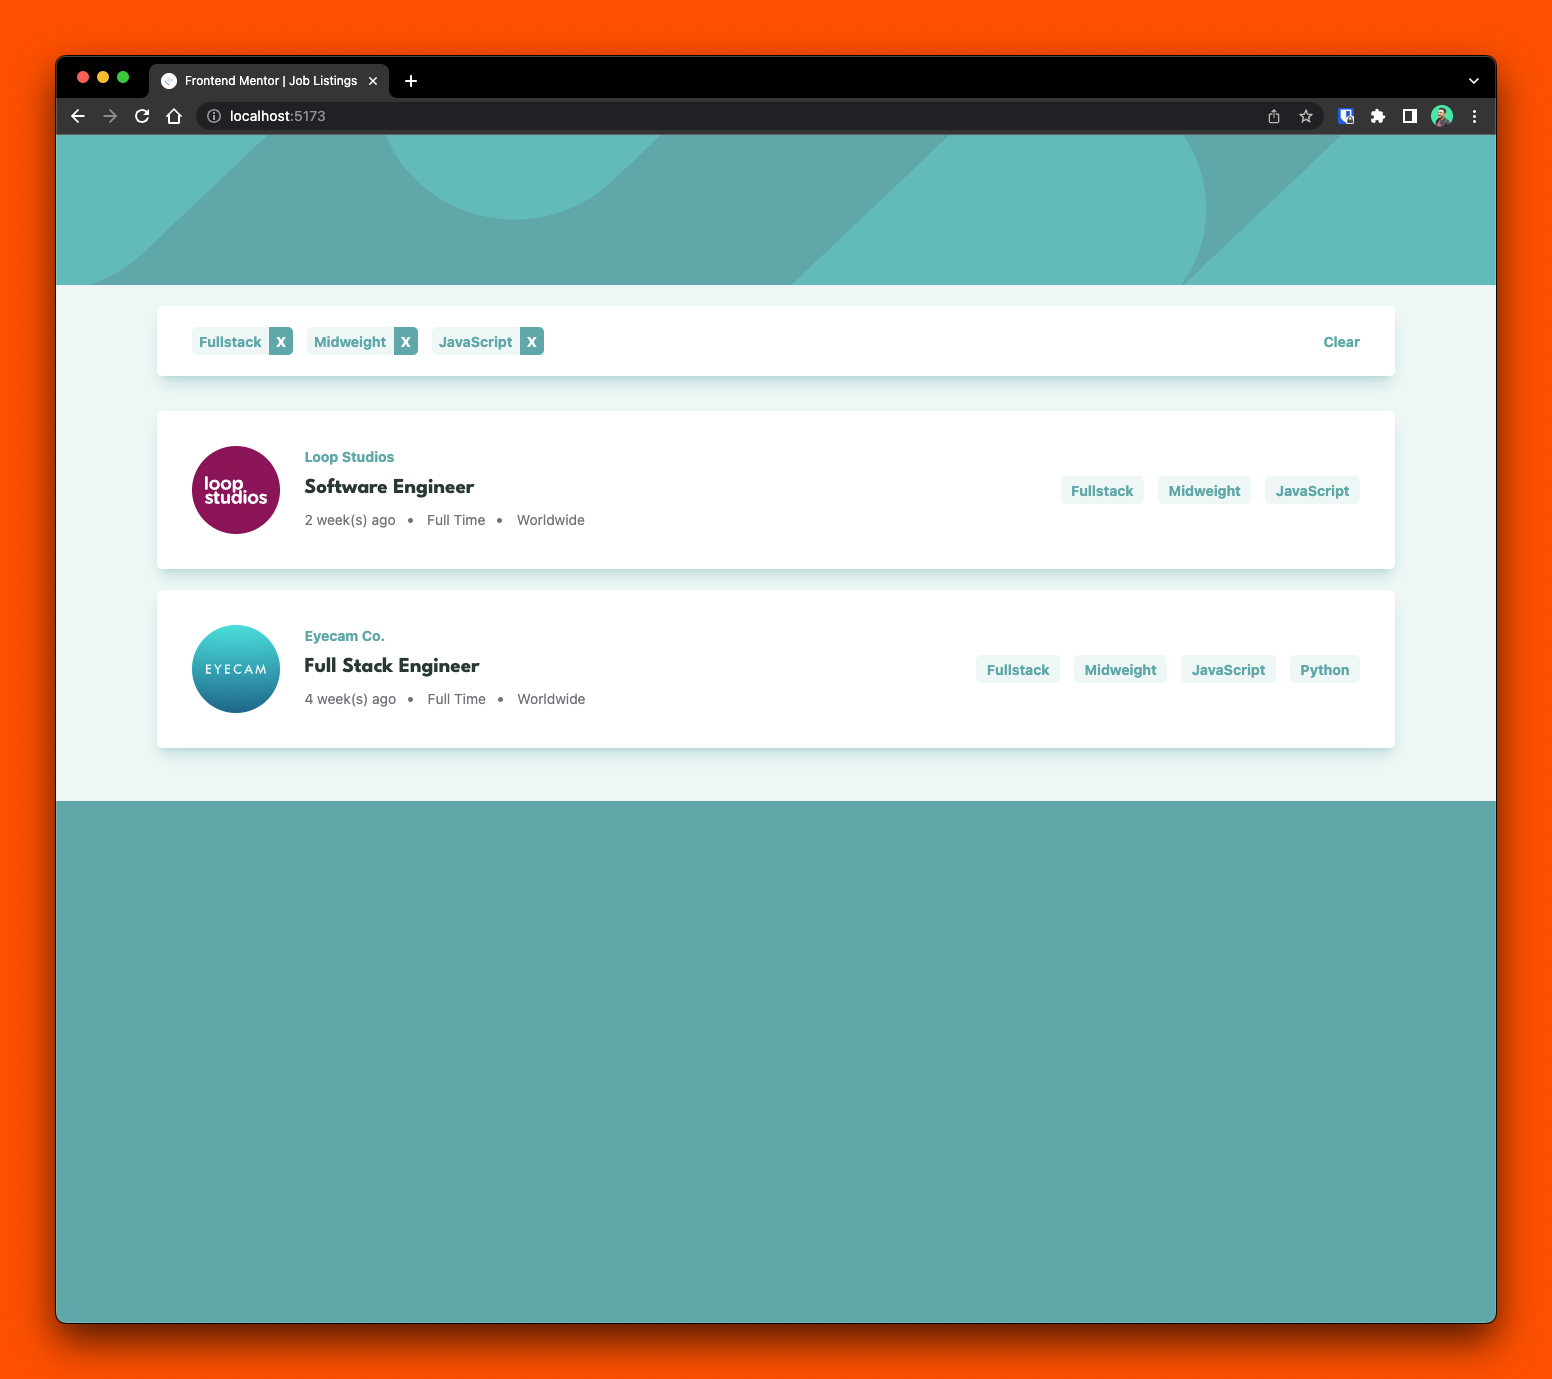 Frontend Mentor | Job Listings
localhost:5173
Fullstack X Midweight X JavaScript X Clear
loop
studios
Loop Studios
Software Engineer
2 week(s) ago • Full Time • Worldwide
Fullstack Midweight JavaScript
EYECAM
Eyecam Co.
Full Stack Engineer
4 week(s) ago • Full Time • Worldwide
Fullstack Midweight JavaScript Python